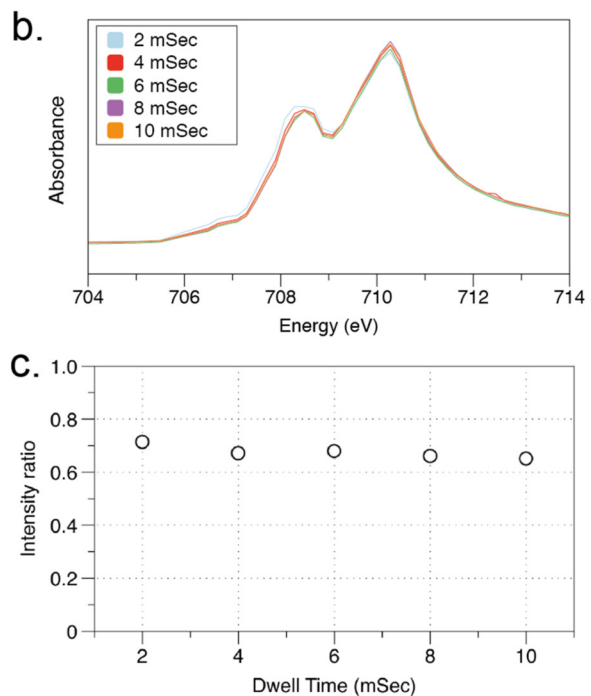 b.
2 mSec
4 mSec
6 mSec
8 mSec
10 mSec
Absorbance
704 706 708 710 712 714
Energy (eV)
c.
1.0
0.8
0.6
0.4
0.2
0
Intensity ratio
2 4 6 8 10
Dwell Time (mSec)